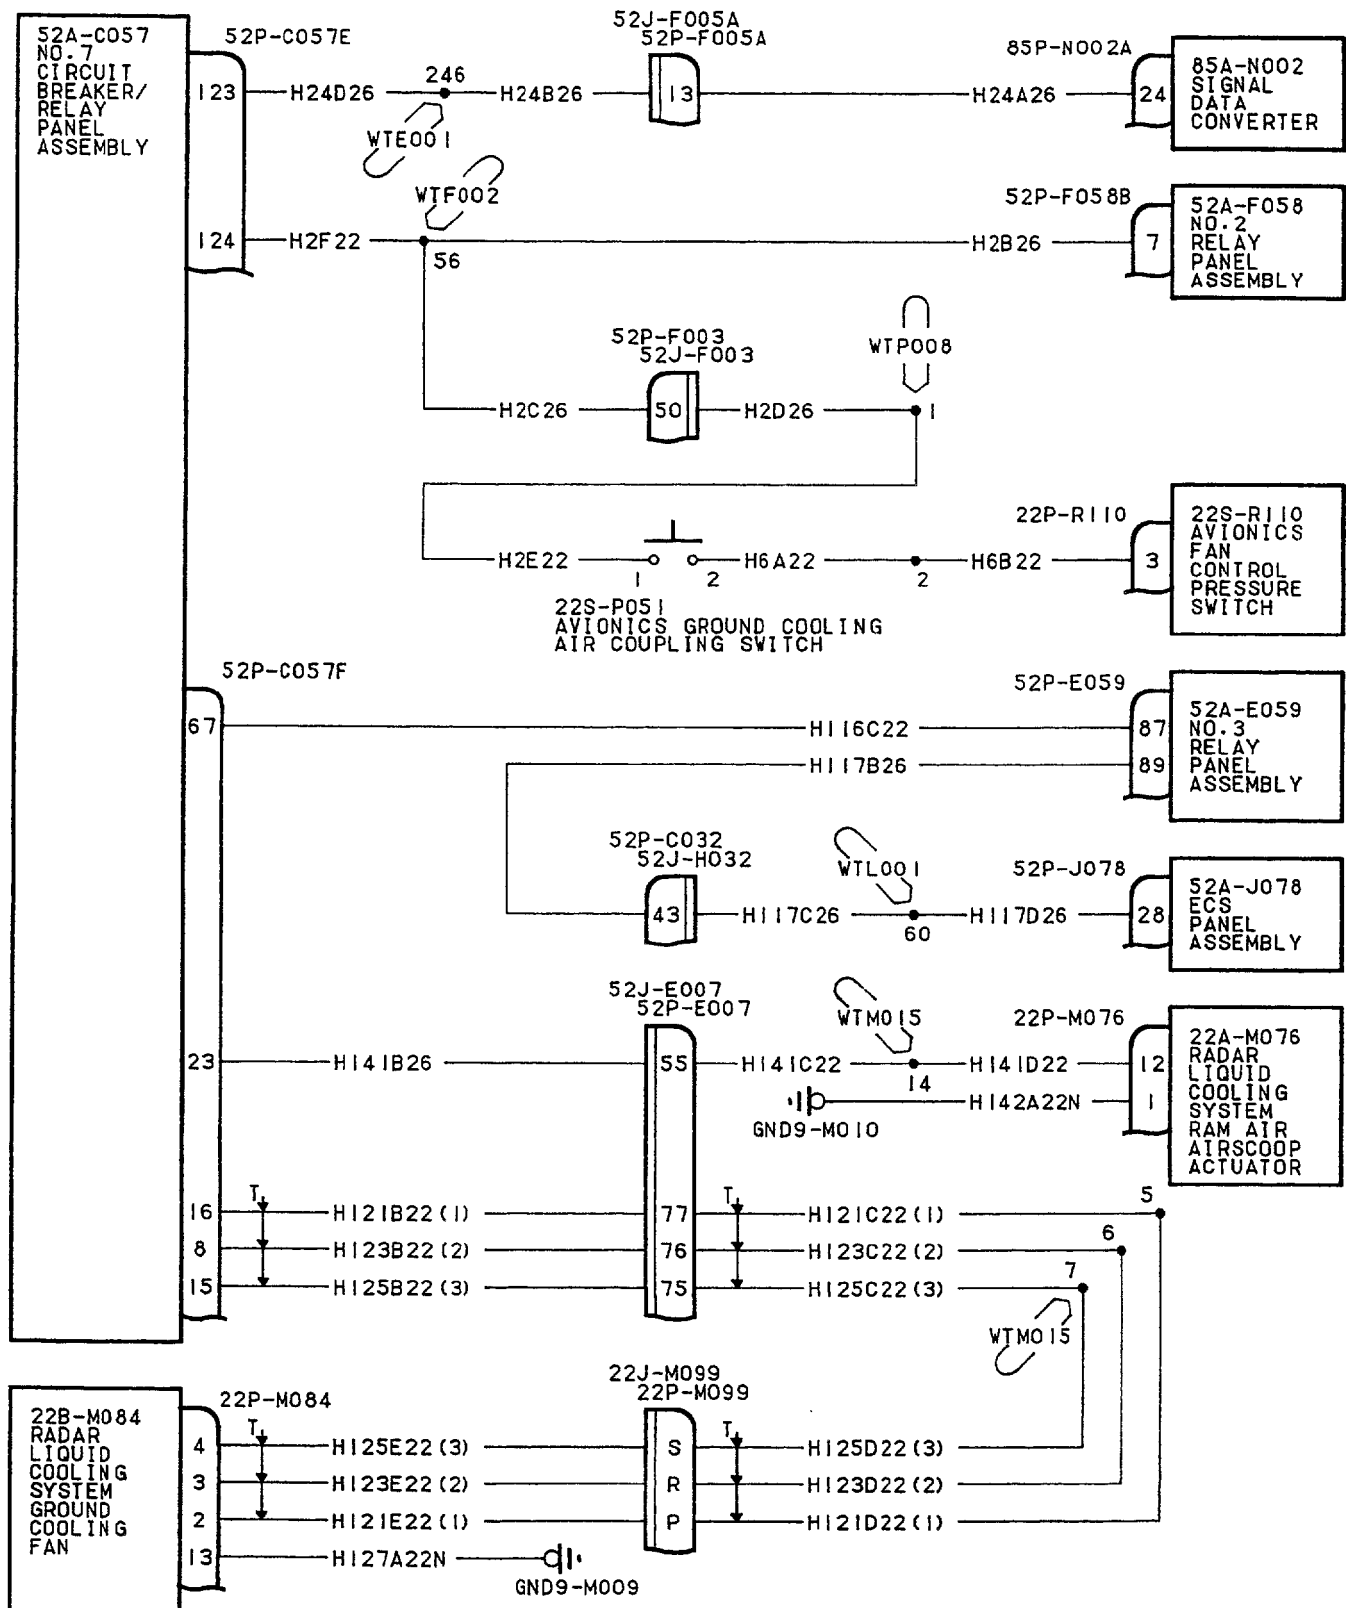 52A-C057
NO.7
CIRCUIT
BREAKER/
RELAY
PANEL
ASSEMBLY
52P-C057E
123
H24D26
246
H24B26
52J-F005A
52P-F005A
13
H24A26
85P-N002A
24
85A-N002
SIGNAL
DATA
CONVERTER
WTE001
WTF002
124
H2F22
56
H2B26
52P-F058B
7
52A-F058
NO.2
RELAY
PANEL
ASSEMBLY
52P-F003
52J-F003
WTP008
H2C26
50
H2D26
1
H2E22
1
2
H6A22
2
H6B22
22P-R110
3
22S-R110
AVIONICS
FAN
CONTROL
PRESSURE
SWITCH
22S-P051
AVIONICS GROUND COOLING
AIR COUPLING SWITCH
52P-C057F
67
H116C22
52P-E059
87
H117B26
89
52A-E059
NO.3
RELAY
PANEL
ASSEMBLY
52P-C032
52J-H032
WTL001
43
H117C26
60
H117D26
52P-J078
28
52A-J078
ECS
PANEL
ASSEMBLY
52J-E007
52P-E007
WTM015
23
H141B26
55
H141C22
14
H141D22
22P-M076
12
H142A22N
1
GND9-M010
22A-M076
RADAR
LIQUID
COOLING
SYSTEM
RAM AIR
AIRSCOOP
ACTUATOR
T
T
16
H121B22(1)
77
H121C22(1)
5
8
H123B22(2)
76
H123C22(2)
6
15
H125B22(3)
75
H125C22(3)
7
WTM015
22B-M084
RADAR
LIQUID
COOLING
SYSTEM
GROUND
COOLING
FAN
22P-M084
22J-M099
22P-M099
T
T
4
H125E22(3)
S
H125D22(3)
3
H123E22(2)
R
H123D22(2)
2
H121E22(1)
P
H121D22(1)
13
H127A22N
GND9-M009